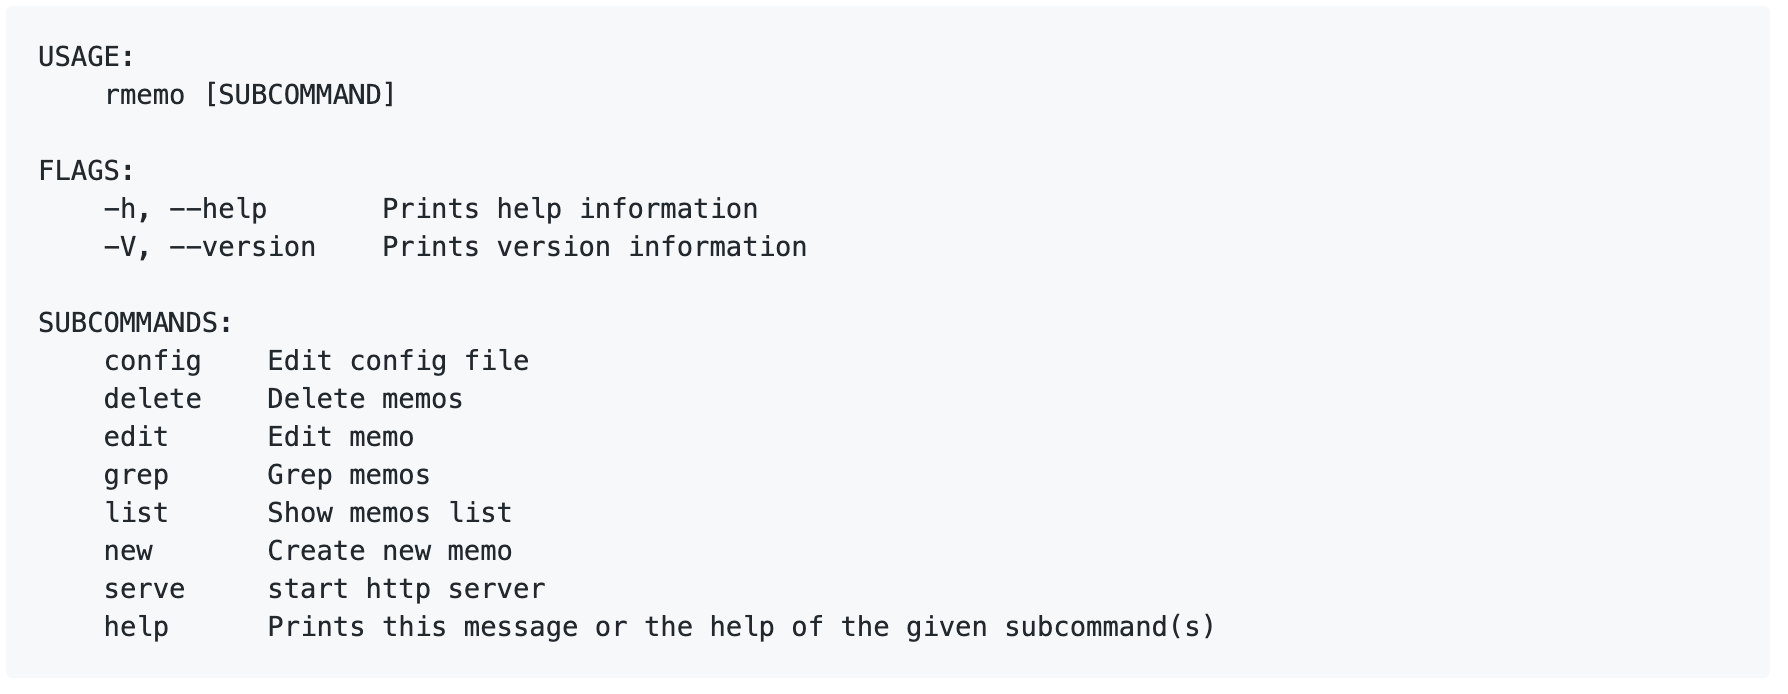 USAGE:
    rmemo [SUBCOMMAND]

FLAGS:
    -h, --help       Prints help information
    -V, --version    Prints version information

SUBCOMMANDS:
    config    Edit config file
    delete    Delete memos
    edit      Edit memo
    grep      Grep memos
    list      Show memos list
    new       Create new memo
    serve     start http server
    help      Prints this message or the help of the given subcommand(s)